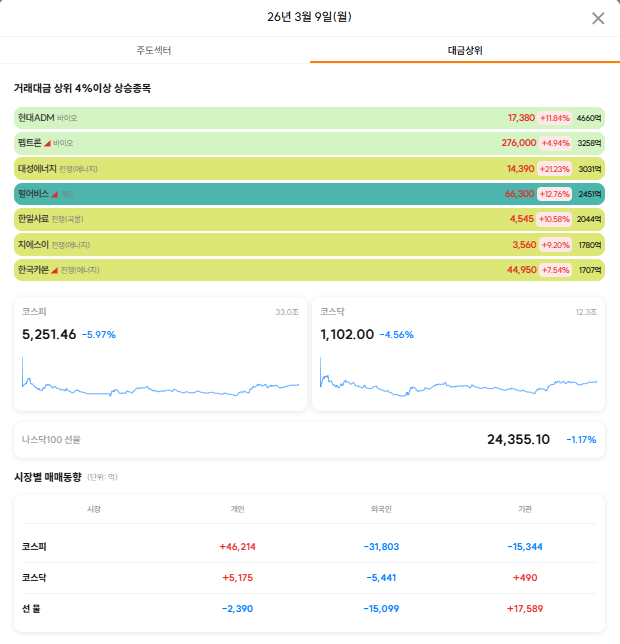 26년 3월 9일(월)
주도섹터 대금상위
거래대금 상위 4%이상 상승종목
현대ADM 바이오 17,380 +11.84% 4660억
펩트론 바이오 276,000 +4.94% 3258억
대성에너지 전쟁(에너지) 14,390 +21.23% 3031억
펄어비스 게임 66,300 +12.76% 2451억
한일사료 전쟁(곡물) 4,545 +10.58% 2044억
지에스이 전쟁(에너지) 3,560 +9.20% 1780억
한국카본 전쟁(에너지) 44,950 +7.54% 1707억
코스피 33.0조
5,251.46 -5.97%
코스닥 12.3조
1,102.00 -4.56%
나스닥100 선물 24,355.10 -1.17%
시장별 매매동향 (단위: 억)
시장 개인 외국인 기관
코스피 +46,214 -31,803 -15,344
코스닥 +5,175 -5,441 +490
선 물 -2,390 -15,099 +17,589